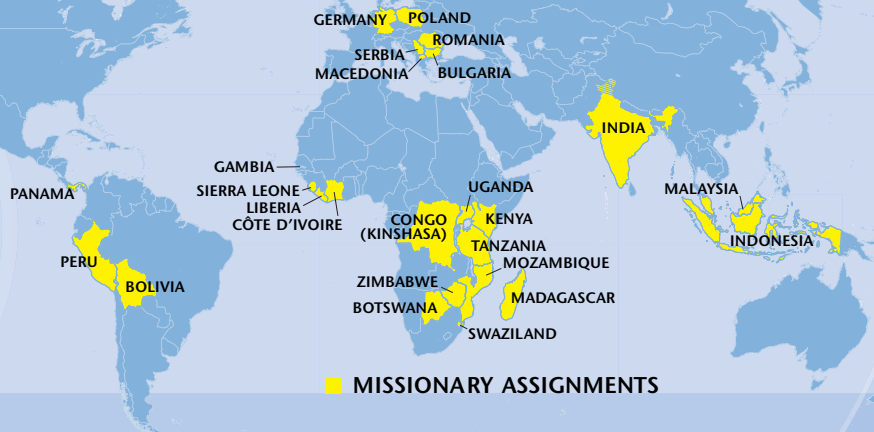 GERMANY
POLAND
ROMANIA
SERBIA
MACEDONIA
BULGARIA
INDIA
GAMBIA
SIERRA LEONE
LIBERIA
CÔTE D'IVOIRE
PANAMA
PERU
BOLIVIA
UGANDA
CONGO
(KINSHASA)
KENYA
TANZANIA
MOZAMBIQUE
ZIMBABWE
BOTSWANA
MADAGASCAR
SWAZILAND
MALAYSIA
INDONESIA
MISSIONARY ASSIGNMENTS